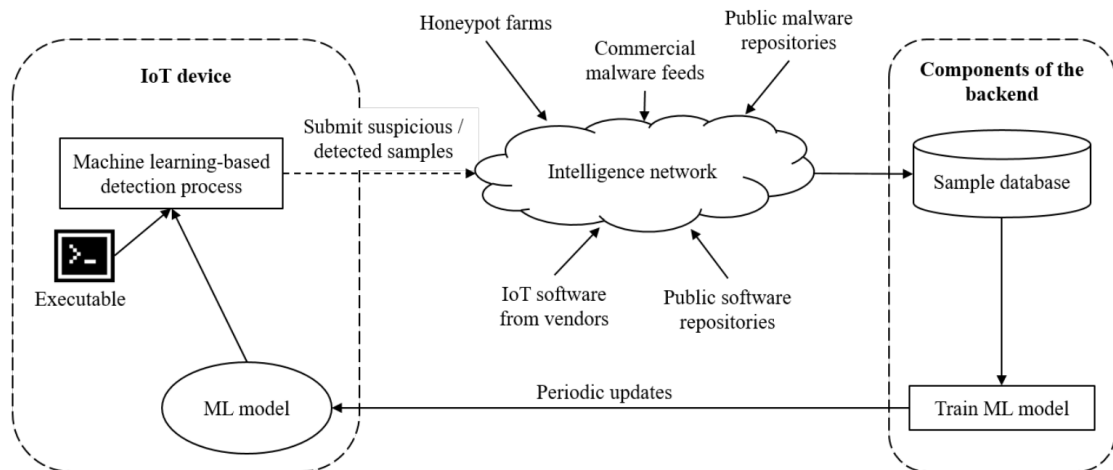 IoT device
Machine learning-based
detection process
>_
Executable
ML model
Submit suspicious /
detected samples
Honeypot farms
Commercial
malware feeds
Public malware
repositories
Intelligence network
IoT software
from vendors
Public software
repositories
Periodic updates
Components of the
backend
Sample database
Train ML model